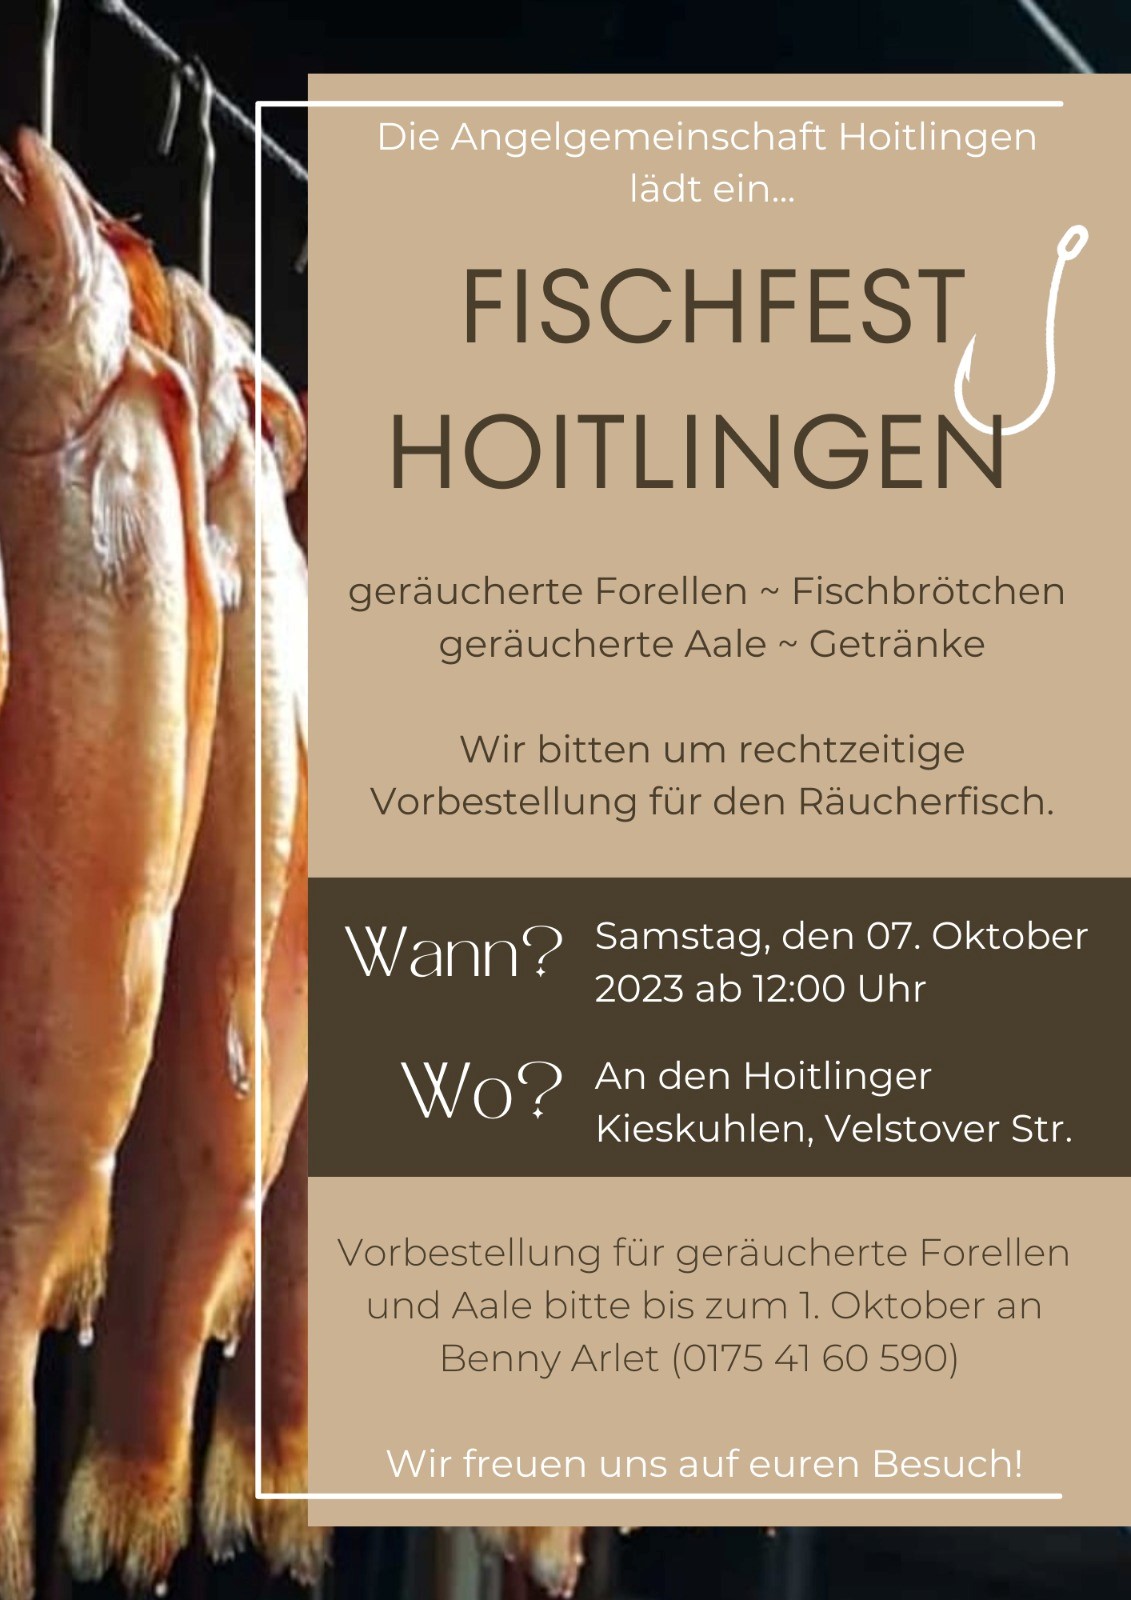 Die Angelgemeinschaft Hoitlingen
lädt ein...
FISCHFEST
HOITLINGEN
geräucherte Forellen ~ Fischbrötchen
geräucherte Aale ~ Getränke
Wir bitten um rechtzeitige
Vorbestellung für den Räucherfisch.
Wann?
Samstag, den 07. Oktober
2023 ab 12:00 Uhr
Wo?
An den Hoitlinger
Kieskuhlen, Velstover Str.
Vorbestellung für geräucherte Forellen
und Aale bitte bis zum 1. Oktober an
Benny Arlet (0175 41 60 590)
Wir freuen uns auf euren Besuch!